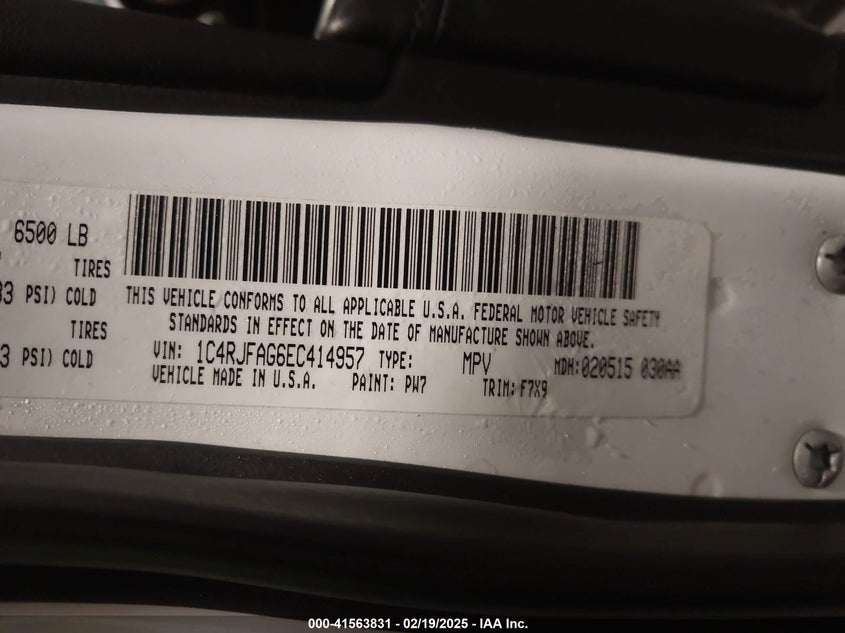 6500 LB
TIRES
PSI) COLD
TIRES
3 PSI) COLD
THIS VEHICLE CONFORMS TO ALL APPLICABLE U.S.A. FEDERAL MOTOR VEHICLE SAFETY
STANDARDS IN EFFECT ON THE DATE OF MANUFACTURE SHOWN ABOVE.
VIN: 1C4RJFAG6EC414957 TYPE: MPV MDH:020515 030AA
VEHICLE MADE IN U.S.A. PAINT: PW7 TRIM: F7X9
000-41563831 - 02/19/2025 - IAA Inc.